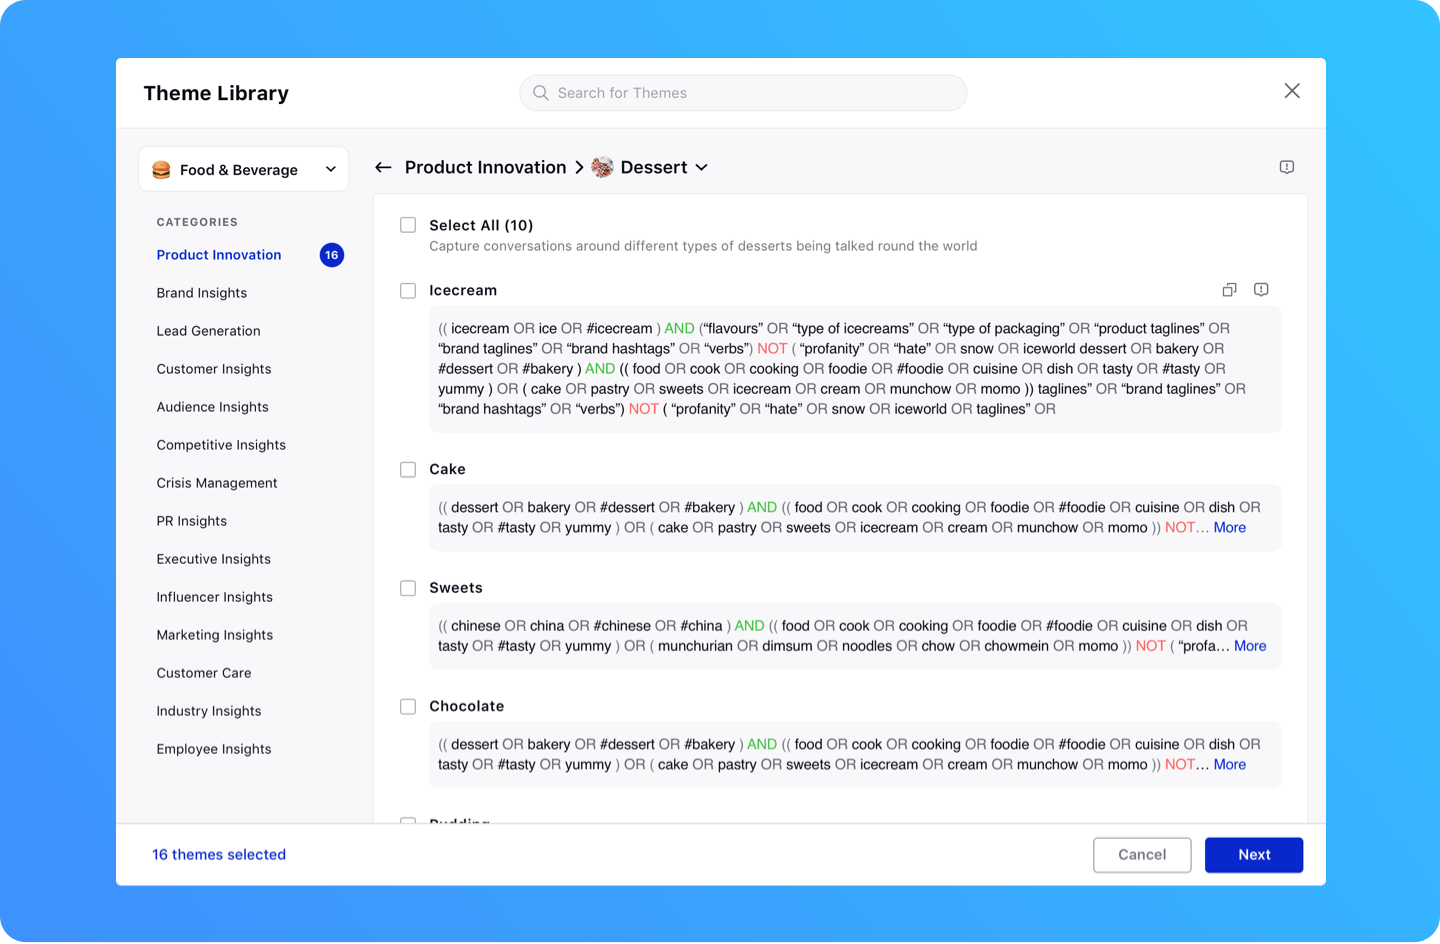 Theme Library
Search for Themes
Food & Beverage
CATEGORIES
Product Innovation
16
Brand Insights
Lead Generation
Customer Insights
Audience Insights
Competitive Insights
Crisis Management
PR Insights
Executive Insights
Influencer Insights
Marketing Insights
Customer Care
Industry Insights
Employee Insights
Product Innovation
Dessert
Select All (10)
Capture conversations around different types of desserts being talked round the world
Icecream
(( icecream OR ice OR #icecream ) AND (“flavours” OR “type of icecreams” OR “type of packaging” OR “product taglines” OR
“brand taglines” OR “brand hashtags” OR “verbs”) NOT ( “profanity” OR “hate” OR snow OR iceworld dessert OR bakery OR
#dessert OR #bakery ) AND (( food OR cook OR cooking OR foodie OR #foodie OR cuisine OR dish OR tasty OR #tasty OR
yummy ) OR ( cake OR pastry OR sweets OR icecream OR cream OR munchow OR momo )) taglines” OR “brand taglines” OR
“brand hashtags” OR “verbs”) NOT ( “profanity” OR “hate” OR snow OR iceworld OR taglines” OR
Cake
(( dessert OR bakery OR #dessert OR #bakery ) AND (( food OR cook OR cooking OR foodie OR #foodie OR cuisine OR dish OR
tasty OR #tasty OR yummy ) OR ( cake OR pastry OR sweets OR icecream OR cream OR munchow OR momo )) NOT... More
Sweets
(( chinese OR china OR #chinese OR #china ) AND (( food OR cook OR cooking OR foodie OR #foodie OR cuisine OR dish OR
tasty OR #tasty OR yummy ) OR ( munchurian OR dimsum OR noodles OR chow OR chowmein OR momo )) NOT ( “profa... More
Chocolate
(( dessert OR bakery OR #dessert OR #bakery ) AND (( food OR cook OR cooking OR foodie OR #foodie OR cuisine OR dish OR
tasty OR #tasty OR yummy ) OR ( cake OR pastry OR sweets OR icecream OR cream OR munchow OR momo )) NOT... More
Pudding
16 themes selected
Cancel
Next